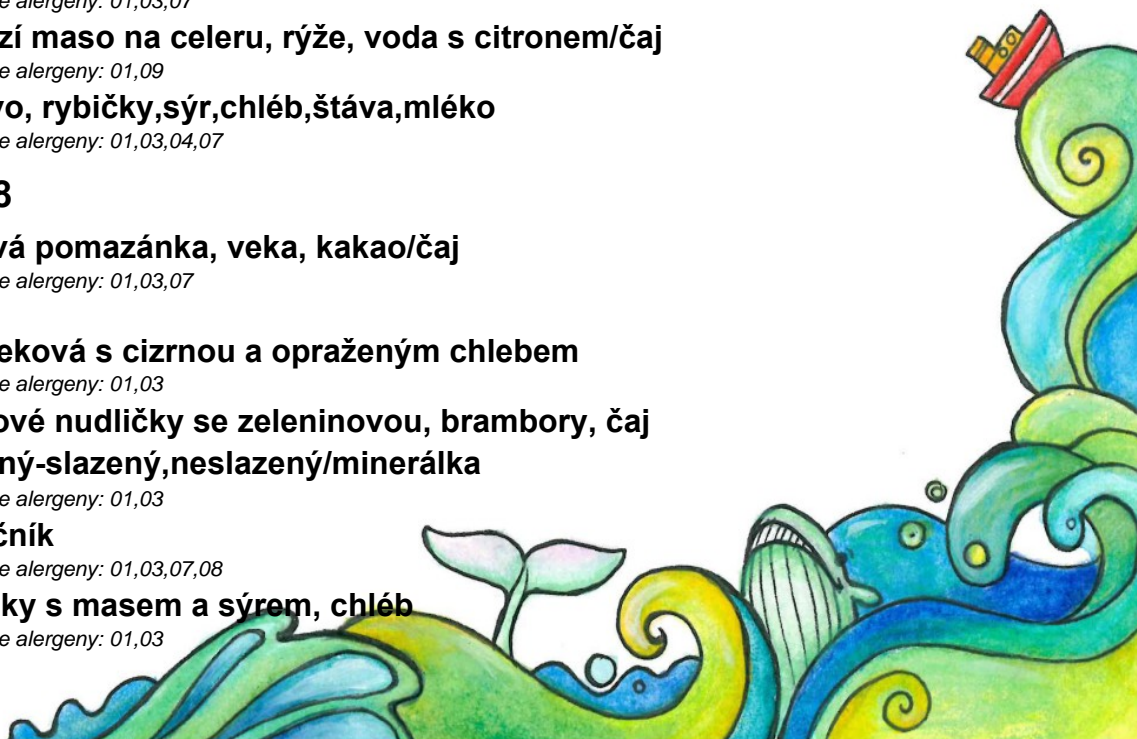 e alergeny: 01,03,07
zí maso na celeru, rýže, voda s citronem/čaj
e alergeny: 01,09
vo, rybičky,sýr,chléb,štáva,mléko
e alergeny: 01,03,04,07
8
vá pomazánka, veka, kakao/čaj
e alergeny: 01,03,07
eková s cizrnou a opraženým chlebem
e alergeny: 01,03
ové nudličky se zeleninovou, brambory, čaj
ný-slazený,neslazený/minerálka
e alergeny: 01,03
čník
e alergeny: 01,03,07,08
ky s masem a sýrem, chléb
e alergeny: 01,03